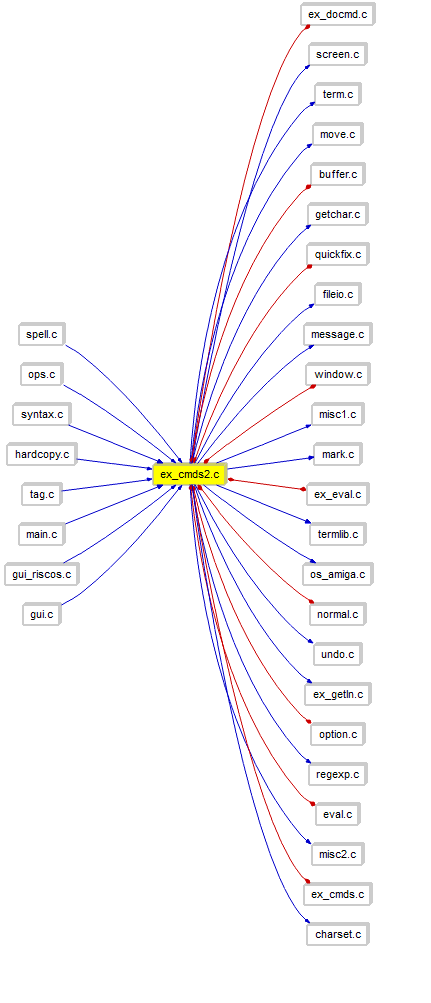 ex_docmd.c
screen.c
term.c
move.c
buffer.c
getchar.c
quickfix.c
fileio.c
spell.c
message.c
ops.c
window.c
syntax.c
misc1.c
hardcopy.c
mark.c
ex_cmds2.c
tag.c
ex_eval.c
main.c
termlib.c
gui_riscos.c
os_amiga.c
gui.c
normal.c
undo.c
ex_getln.c
option.c
regexp.c
eval.c
misc2.c
ex_cmds.c
charset.c